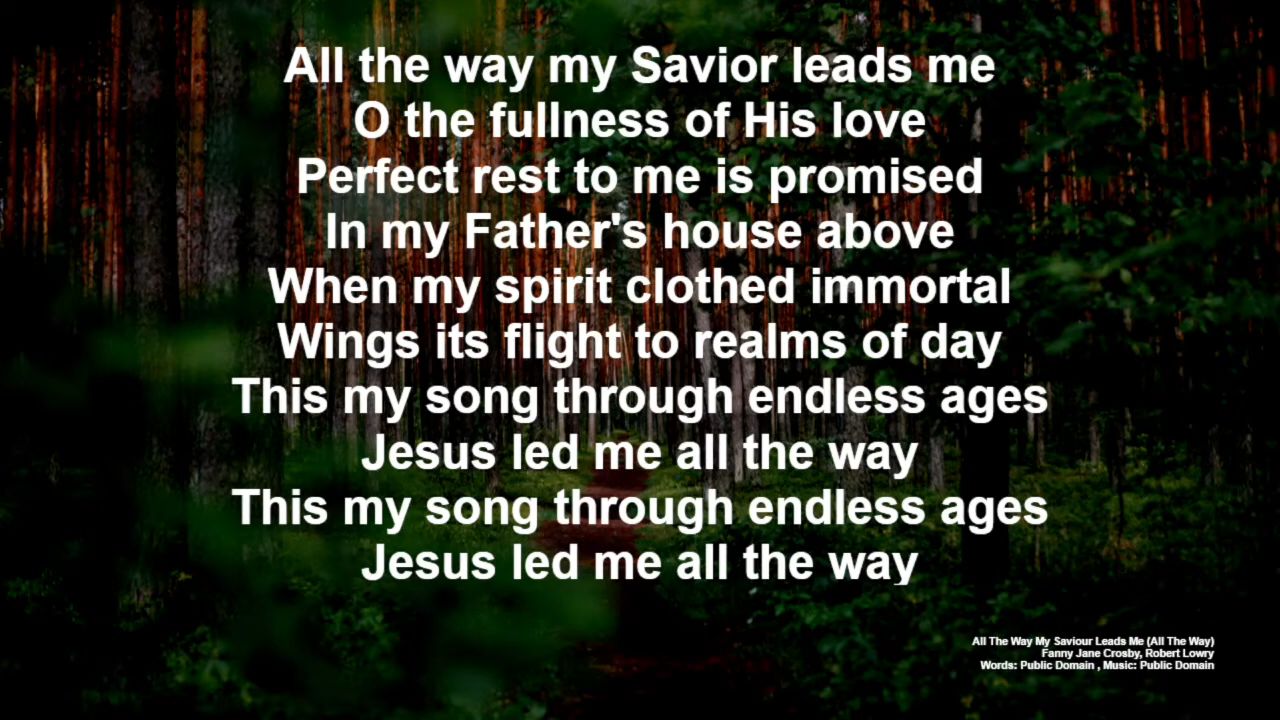 All the way my Savior leads me
O the fullness of His love
Perfect rest to me is promised
In my Father's house above
When my spirit clothed immortal
Wings its flight to realms of day
This my song through endless ages
Jesus led me all the way
This my song through endless ages
Jesus led me all the way
All The Way My Saviour Leads Me (All The Way)
Fanny Jane Crosby, Robert Lowry
Words: Public Domain , Music: Public Domain